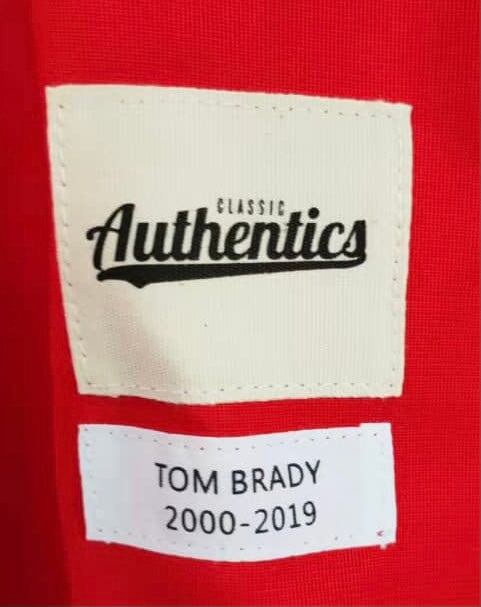 CLASSIC
Authentics
TOM BRADY
2000-2019